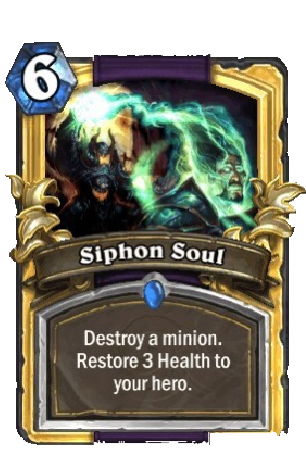 6
Siphon Soul
Destroy a minion.
Restore 3 Health to
your hero.